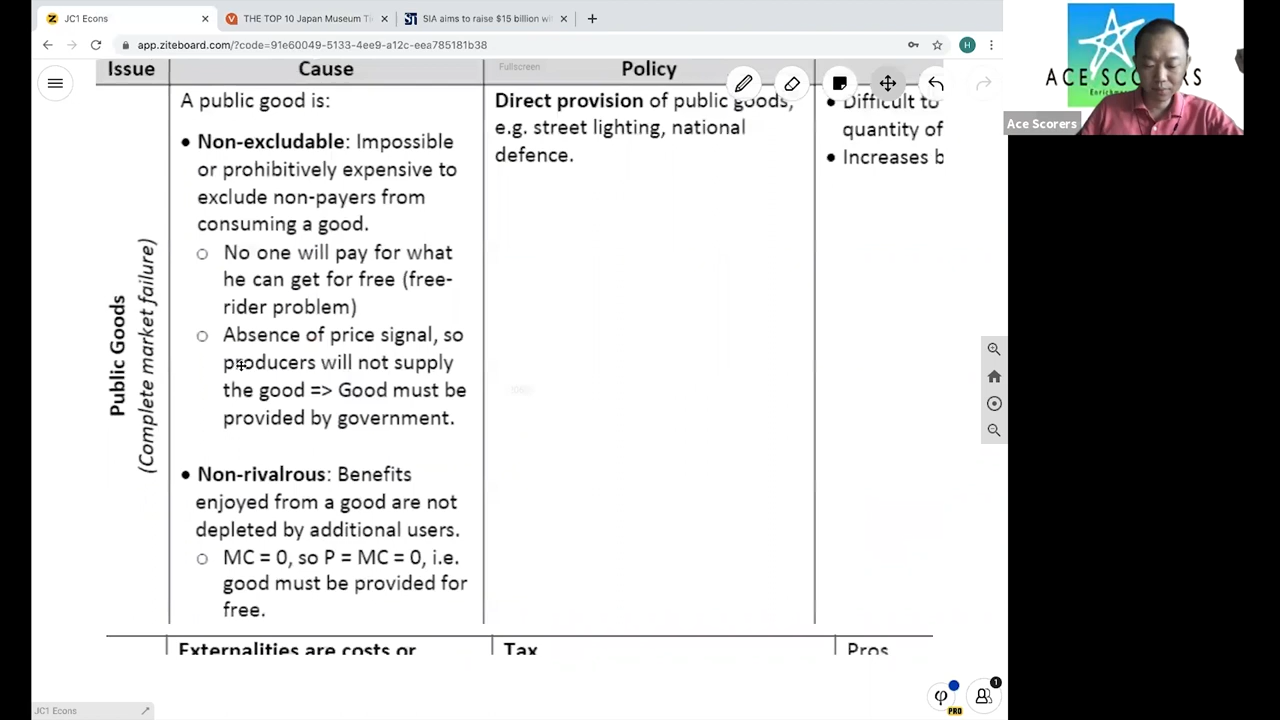 JC1 Econs
THE TOP 10 Japan Museum Ti
SIA aims to raise $15 billion wi
app.ziteboard.com/?code=91e60049-5133-4ee9-a12c-eea785181b38
H
Issue
Cause
Fullscreen
Policy
A public good is:
• Non-excludable: Impossible
or prohibitively expensive to
exclude non-payers from
consuming a good.
○ No one will pay for what
he can get for free (free-
rider problem)
○ Absence of price signal, so
producers will not supply
the good => Good must be
provided by government.
• Non-rivalrous: Benefits
enjoyed from a good are not
depleted by additional users.
○ MC = 0, so P = MC = 0, i.e.
good must be provided for
free.
Public Goods
(Complete market failure)
Direct provision of public goods,
e.g. street lighting, national
defence.
• Difficult to
quantity of
• Increases b
Externalities are costs or
Tax
Pros
JC1 Econs
φ
PRO
1
ACE SCORERS
Ace Scorers